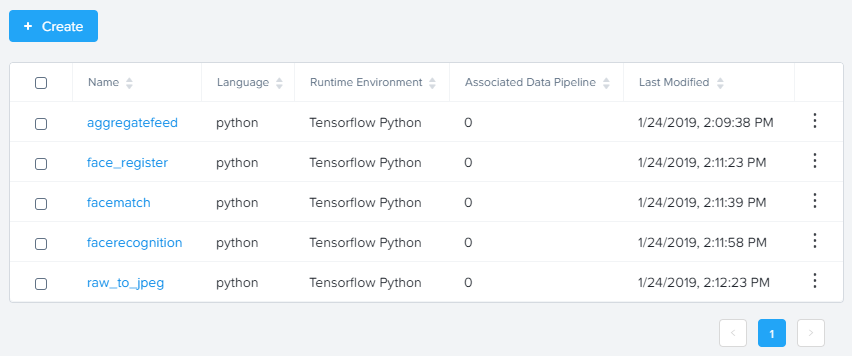 + Create
Name Language Runtime Environment Associated Data Pipeline Last Modified
aggregatefeed python Tensorflow Python 0 1/24/2019, 2:09:38 PM
face_register python Tensorflow Python 0 1/24/2019, 2:11:23 PM
facematch python Tensorflow Python 0 1/24/2019, 2:11:39 PM
facerecognition python Tensorflow Python 0 1/24/2019, 2:11:58 PM
raw_to_jpeg python Tensorflow Python 0 1/24/2019, 2:12:23 PM
< 1 >